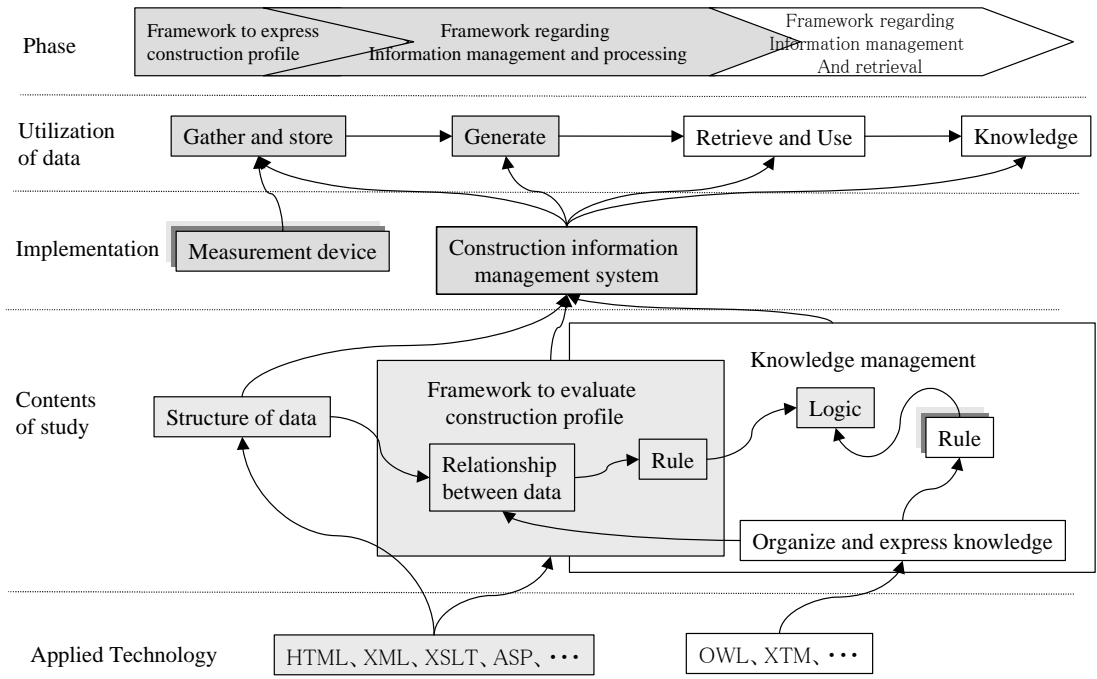 Phase
Framework to express
construction profile
Framework regarding
Information management and processing
Framework regarding
Information management
And retrieval
Utilization
of data
Gather and store
Generate
Retrieve and Use
Knowledge
Implementation
Measurement device
Construction information
management system
Contents
of study
Structure of data
Framework to evaluate
construction profile
Relationship
between data
Rule
Knowledge management
Logic
Rule
Organize and express knowledge
Applied Technology
HTML、XML、XSLT、ASP、···
OWL、XTM、···